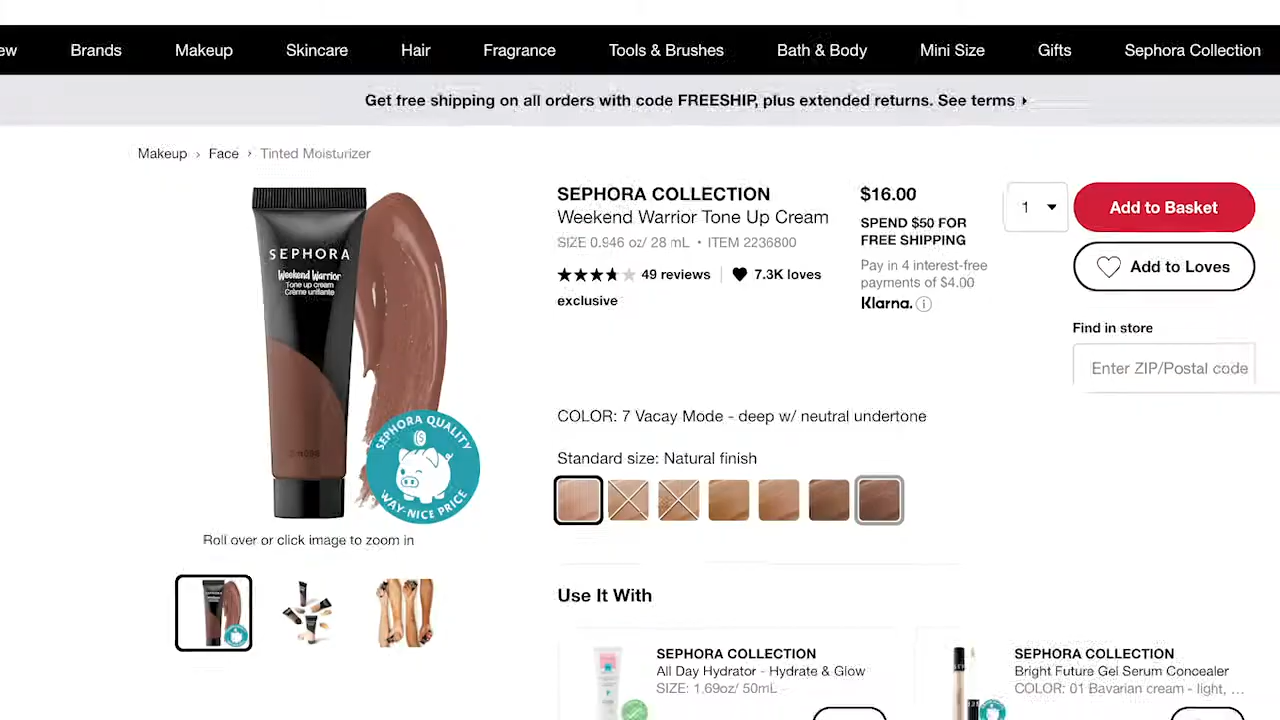 ew Brands Makeup Skincare Hair Fragrance Tools & Brushes Bath & Body Mini Size Gifts Sephora Collection
Get free shipping on all orders with code FREESHIP, plus extended returns. See terms
Makeup › Face › Tinted Moisturizer
SEPHORA
Weekend Warrior
Tone up cream
Crème unifiante
SEPHORA QUALITY
WAY-NICE PRICE
Roll over or click image to zoom in
SEPHORA COLLECTION
Weekend Warrior Tone Up Cream
SIZE 0.946 oz/ 28 mL • ITEM 2236800
49 reviews
7.3K loves
exclusive
$16.00
SPEND $50 FOR
FREE SHIPPING
Pay in 4 interest-free
payments of $4.00
Klarna.
1
Add to Basket
Add to Loves
Find in store
Enter ZIP/Postal code
COLOR: 7 Vacay Mode - deep w/ neutral undertone
Standard size: Natural finish
Use It With
SEPHORA COLLECTION
All Day Hydrator - Hydrate & Glow
SIZE: 1.69oz/ 50mL
SEPHORA COLLECTION
Bright Future Gel Serum Concealer
COLOR: 01 Bavarian cream - light, ...